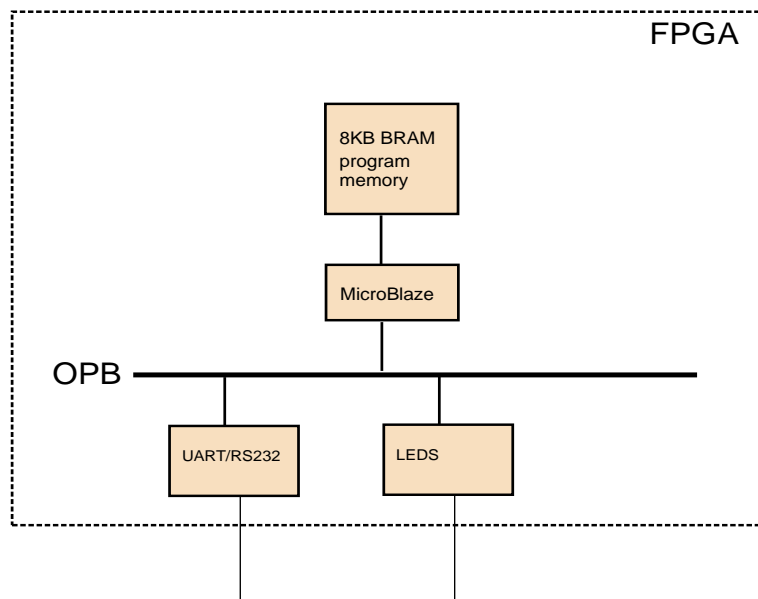 FPGA
8KB BRAM
program
memory
MicroBlaze
OPB
UART/RS232
LEDS